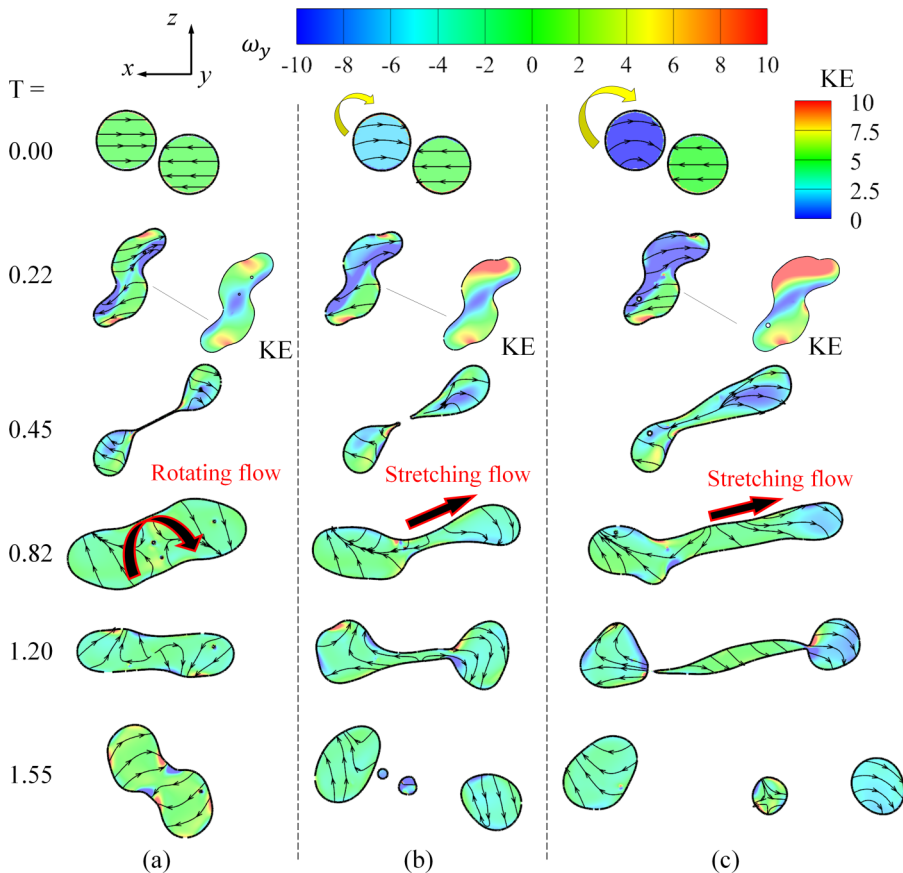 z
x
y
ω_y
-10 -8 -6 -4 -2 0 2 4 6 8 10
T =
KE
10
7.5
5
2.5
0
0.00
0.22
KE KE KE
0.45
Rotating flow Stretching flow Stretching flow
0.82
1.20
1.55
(a) (b) (c)